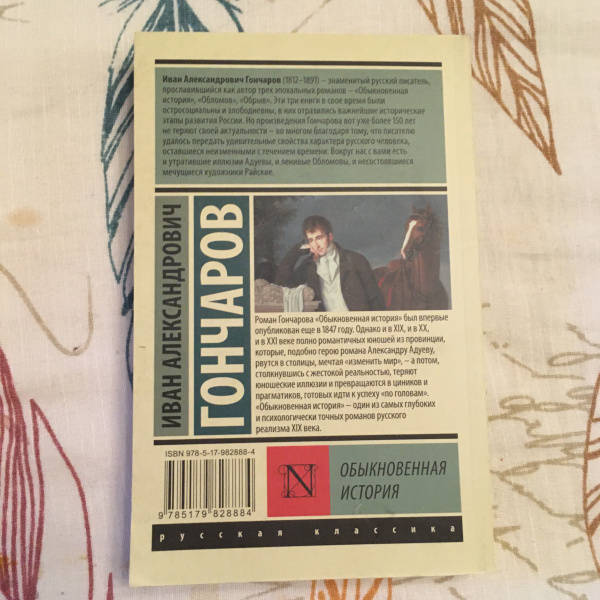 Иван Александрович Гончаров (1812–1891) – знаменитый русский писатель,
прославившийся как автор трех эпохальных романов – «Обыкновенная
история», «Обломов», «Обрыв». Эти три книги в свое время были
остросоциальны и злободневны, в них отразились важнейшие исторические
этапы развития России. Но произведения Гончарова вот уже более 150 лет
не теряют своей актуальности – во многом благодаря тому, что писателю
удалось передать удивительные свойства характера русского человека,
оставшиеся неизменными с течением времени. Вокруг нас с вами есть
и утратившие иллюзии Адуевы, и ленивые Обломовы, и несостоявшиеся
мечущиеся художники Райские.
ИВАН АЛЕКСАНДРОВИЧ
ГОНЧАРОВ
Роман Гончарова «Обыкновенная история» был впервые
опубликован еще в 1847 году. Однако и в XIX, и в XX,
и в XXI веке полно романтичных юношей из провинции,
которые, подобно герою романа Александру Адуеву,
рвутся в столицы, мечтая «изменить мир», – а потом,
столкнувшись с жестокой реальностью, теряют
юношеские иллюзии и превращаются в циников и
прагматиков, готовых идти к успеху «по головам».
«Обыкновенная история» – один из самых глубоких
и психологически точных романов русского
реализма XIX века.
ISBN 978-5-17-982888-4
9 785179 828884
N
ОБЫКНОВЕННАЯ
ИСТОРИЯ
русская классика